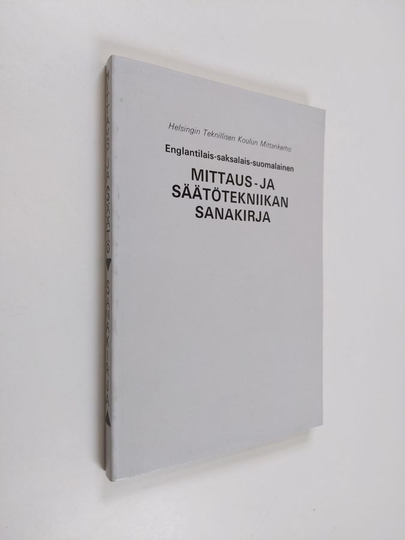 Helsingin Teknillisen Koulun Mittarikerho
Englantilais-saksalais-suomalainen
MITTAUS- JA
SÄÄTÖTEKNIIKAN
SANAKIRJA